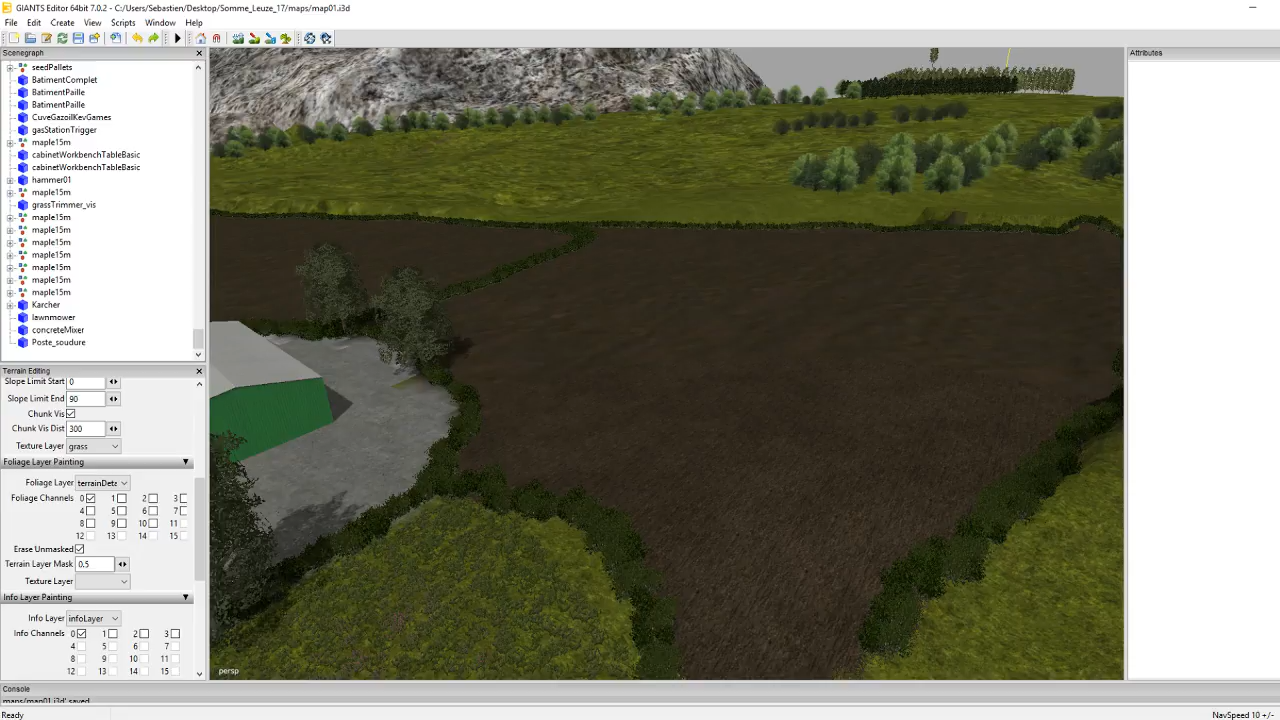 GIANTS Editor 64bit 7.0.2 - C:/Users/Sebastien/Desktop/Somme_Leuze_17/maps/map01.i3d
File Edit Create View Scripts Window Help
Scenegraph
seedPallets
BatimentComplet
BatimentPaille
BatimentPaille
CuveGazoilKevGames
gasStationTrigger
maple15m
cabinetWorkbenchTableBasic
cabinetWorkbenchTableBasic
hammer01
maple15m
grassTrimmer_vis
maple15m
maple15m
maple15m
maple15m
maple15m
maple15m
maple15m
Karcher
lawnmower
concreteMixer
Poste_soudure
Terrain Editing
Slope Limit Start 0
Slope Limit End 90
Chunk Vis
Chunk Vis Dist 300
Texture Layer grass
Foliage Layer Painting
Foliage Layer terrainDeta
Foliage Channels 0 1 2 3
4 5 6 7
8 9 10 11
12 13 14 15
Erase Unmasked
Terrain Layer Mask 0.5
Texture Layer
Info Layer Painting
Info Layer infoLayer
Info Channels 0 1 2 3
4 5 6 7
8 9 10 11
12 13 14 15
persp
Attributes
Console
maps/map01.i3d' saved
Ready
NavSpeed 10 +/-